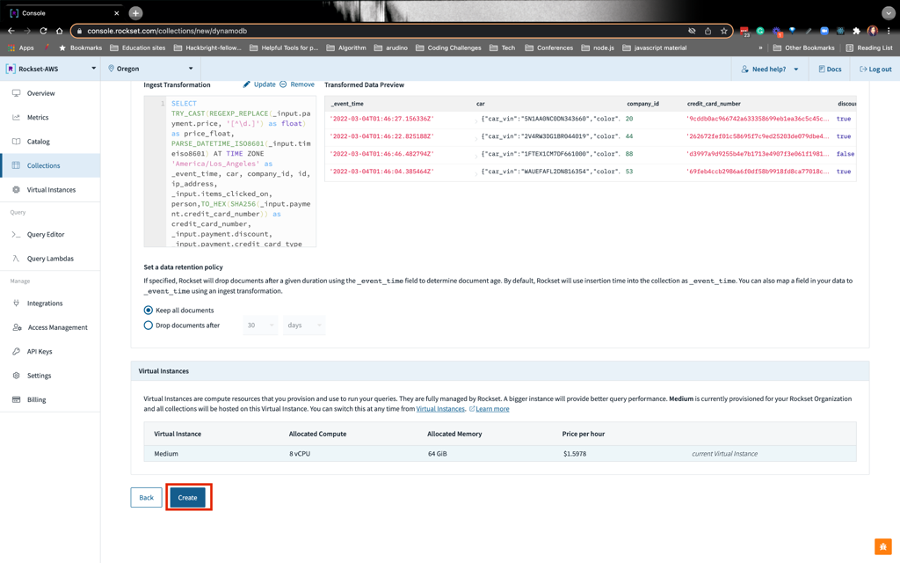 Console
console.rockset.com/collections/new/dynamodb
Apps
Bookmarks
Education sites
Hackbright-fellow...
Helpful Tools for p...
Algorithm
arudino
Coding Challenges
Tech
Conferences
node.js
javascript material
»
Other Bookmarks
Reading List
Rockset-AWS
Oregon
Need help?
Docs
Log out
Overview
Metrics
Catalog
Collections
Virtual Instances
Query
Query Editor
Query Lambdas
Manage
Integrations
Access Management
API Keys
Settings
Billing
Ingest Transformation
Update
Remove
1
SELECT
TRY_CAST(REGEXP_REPLACE(_input.pa
yment.price, '[^\d.]') as float)
as price_float,
PARSE_DATETIME_ISO8601(_input.tim
eiso8601) AT TIME ZONE
'America/Los_Angeles' as
_event_time, car, company_id, id,
ip_address,
_input.items_clicked_on,
person,TO_HEX(SHA256(_input.payme
nt.credit_card_number)) as
credit_card_number,
_input.payment.discount,
_input.payment.credit_card_type
Transformed Data Preview
_event_time car company_id credit_card_number discou
'2022-03-04T01:46:27.156336Z' {"car_vin":"5N1AA0NC0DN343660","color". 20 true
'2022-03-04T01:46:22.825188Z' {"car_vin":"2V4RW3DG1BR044019","color". 44 true
'2022-03-04T01:46:46.482794Z' {"car_vin":"1FTEX1CM7DF661000","color". 88 false
'2022-03-04T01:46:04.385464Z' {"car_vin":"WAUEFAFL2DN816354","color". 53 true
Set a data retention policy
If specified, Rockset will drop documents after a given duration using the _event_time field to determine document age. By default, Rockset will use insertion time into the collection as _event_time. You can also map a field in your data to
_event_time using an ingest transformation.
Keep all documents
Drop documents after 30 days
Virtual Instances
Virtual Instances are compute resources that you provision and use to run your queries. They are fully managed by Rockset. A bigger instance will provide better query performance. Medium is currently provisioned for your Rockset Organization
and all collections will be hosted on this Virtual Instance. You can switch this at any time from Virtual Instances. Learn more
Virtual Instance Allocated Compute Allocated Memory Price per hour
Medium 8 vCPU 64 GiB $1.5978 current Virtual Instance
Back
Create